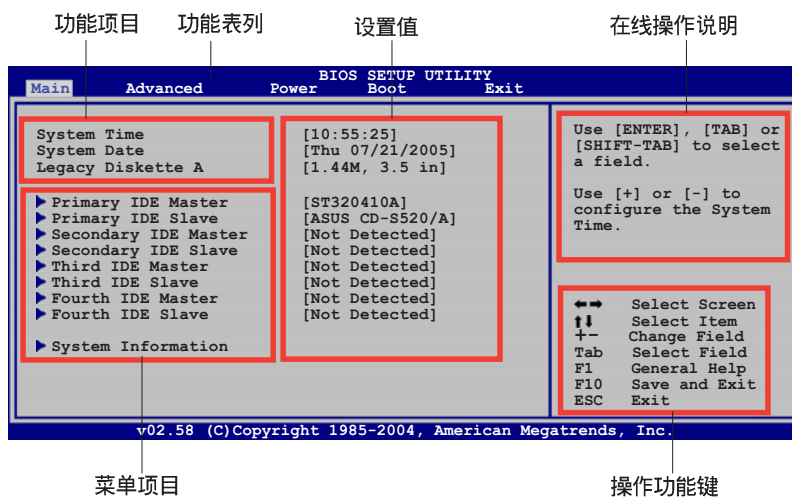 功能项目 功能表列 设置值 在线操作说明
BIOS SETUP UTILITY
Main Advanced Power Boot Exit
System Time [10:55:25]
System Date [Thu 07/21/2005]
Legacy Diskette A [1.44M, 3.5 in]
Primary IDE Master [ST320410A]
Primary IDE Slave [ASUS CD-S520/A]
Secondary IDE Master [Not Detected]
Secondary IDE Slave [Not Detected]
Third IDE Master [Not Detected]
Third IDE Slave [Not Detected]
Fourth IDE Master [Not Detected]
Fourth IDE Slave [Not Detected]
System Information
Use [ENTER], [TAB] or
[SHIFT-TAB] to select
a field.
Use [+] or [-] to
configure the System
Time.
←→ Select Screen
↑↓ Select Item
+- Change Field
Tab Select Field
F1 General Help
F10 Save and Exit
ESC Exit
v02.58 (C)Copyright 1985-2004, American Megatrends, Inc.
菜单项目 操作功能键